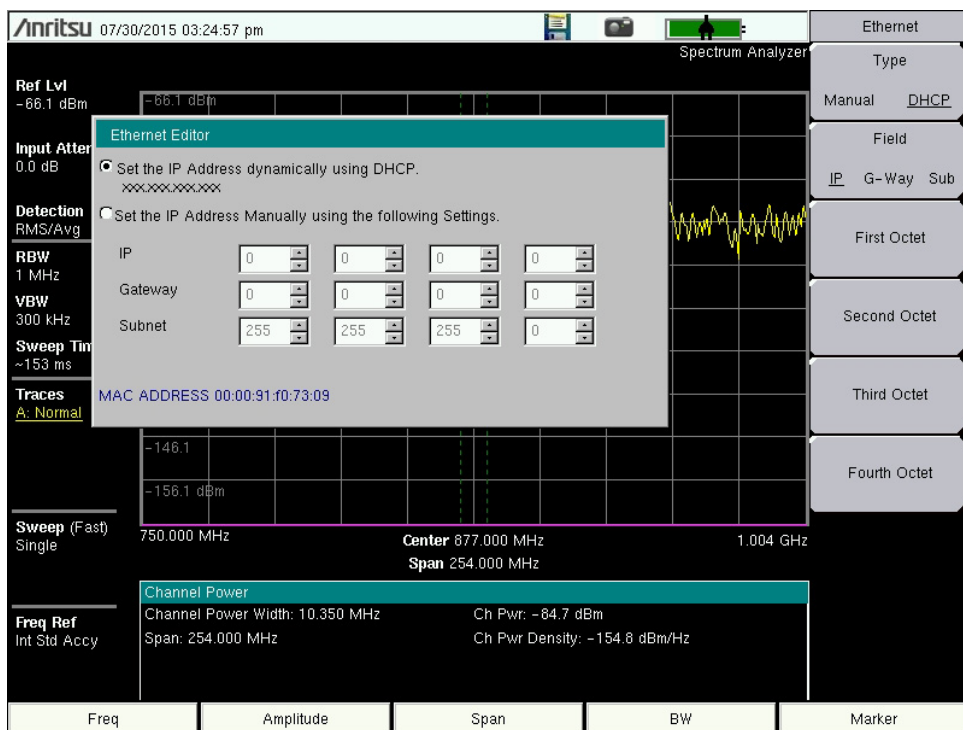 Anritsu 07/30/2015 03:24:57 pm
Spectrum Analyzer
Ref Lvl
-66.1 dBm
Input Atten
0.0 dB
Detection
RMS/Avg
RBW
1 MHz
VBW
300 kHz
Sweep Tim
~153 ms
Traces
A: Normal
Sweep (Fast)
Single
Freq Ref
Int Std Accy
-66.1 dBm
Ethernet Editor
Set the IP Address dynamically using DHCP.
XXX.XXX.XXX.XXX
Set the IP Address Manually using the following Settings.
IP 0 0 0 0
Gateway 0 0 0 0
Subnet 255 255 255 0
MAC ADDRESS 00:00:91:f0:73:09
-146.1
-156.1 dBm
750.000 MHz Center 877.000 MHz 1.004 GHz
Span 254.000 MHz
Channel Power
Channel Power Width: 10.350 MHz Ch Pwr: -84.7 dBm
Span: 254.000 MHz Ch Pwr Density: -154.8 dBm/Hz
Ethernet
Type
Manual DHCP
Field
IP G-Way Sub
First Octet
Second Octet
Third Octet
Fourth Octet
Freq Amplitude Span BW Marker